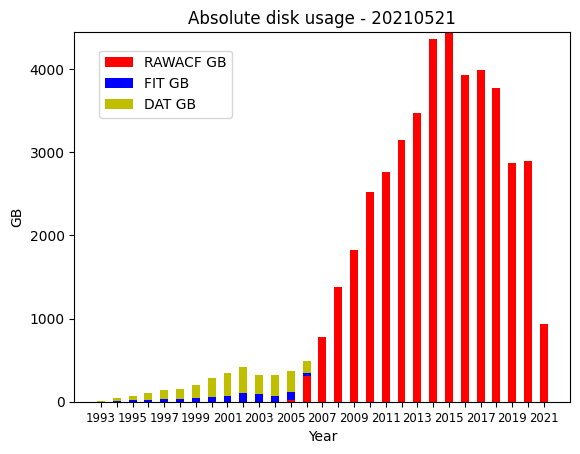 Absolute disk usage - 20210521
RAWACF GB
FIT GB
DAT GB
4000
3000
2000
1000
0
GB
1993 1995 1997 1999 2001 2003 2005 2007 2009 2011 2013 2015 2017 2019 2021
Year